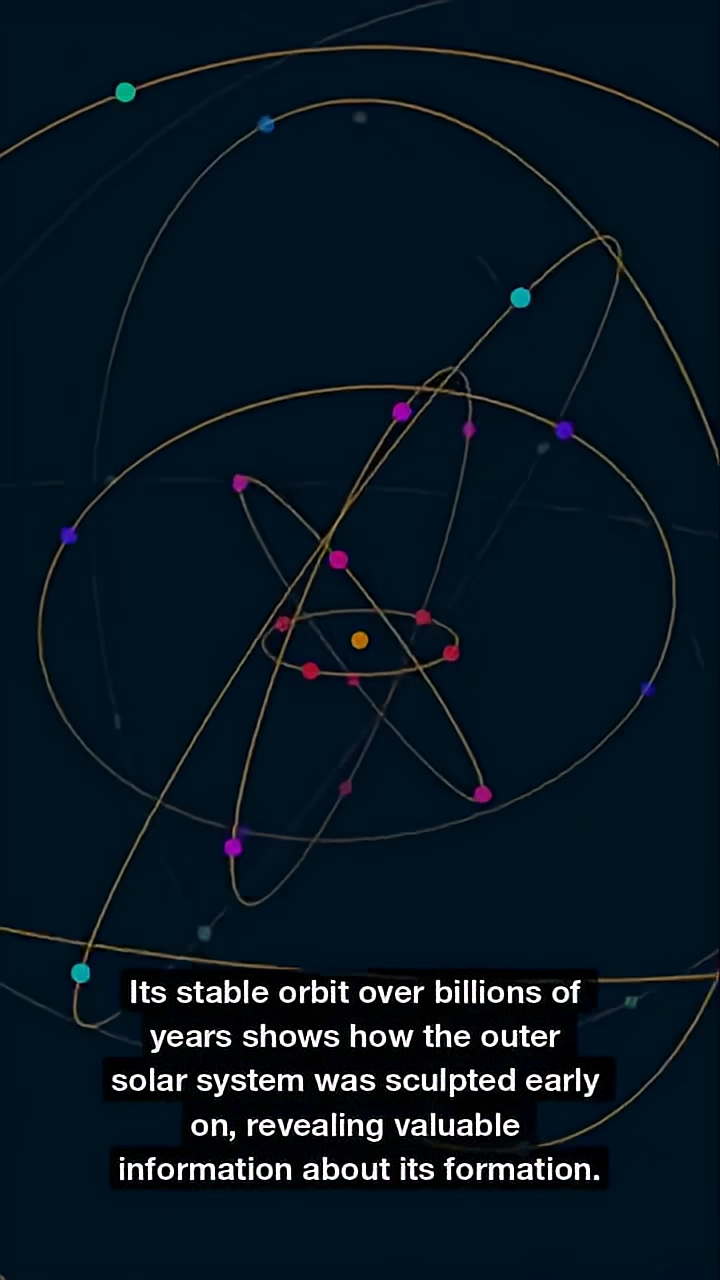 Its stable orbit over billions of
years shows how the outer
solar system was sculpted early
on, revealing valuable
information about its formation.